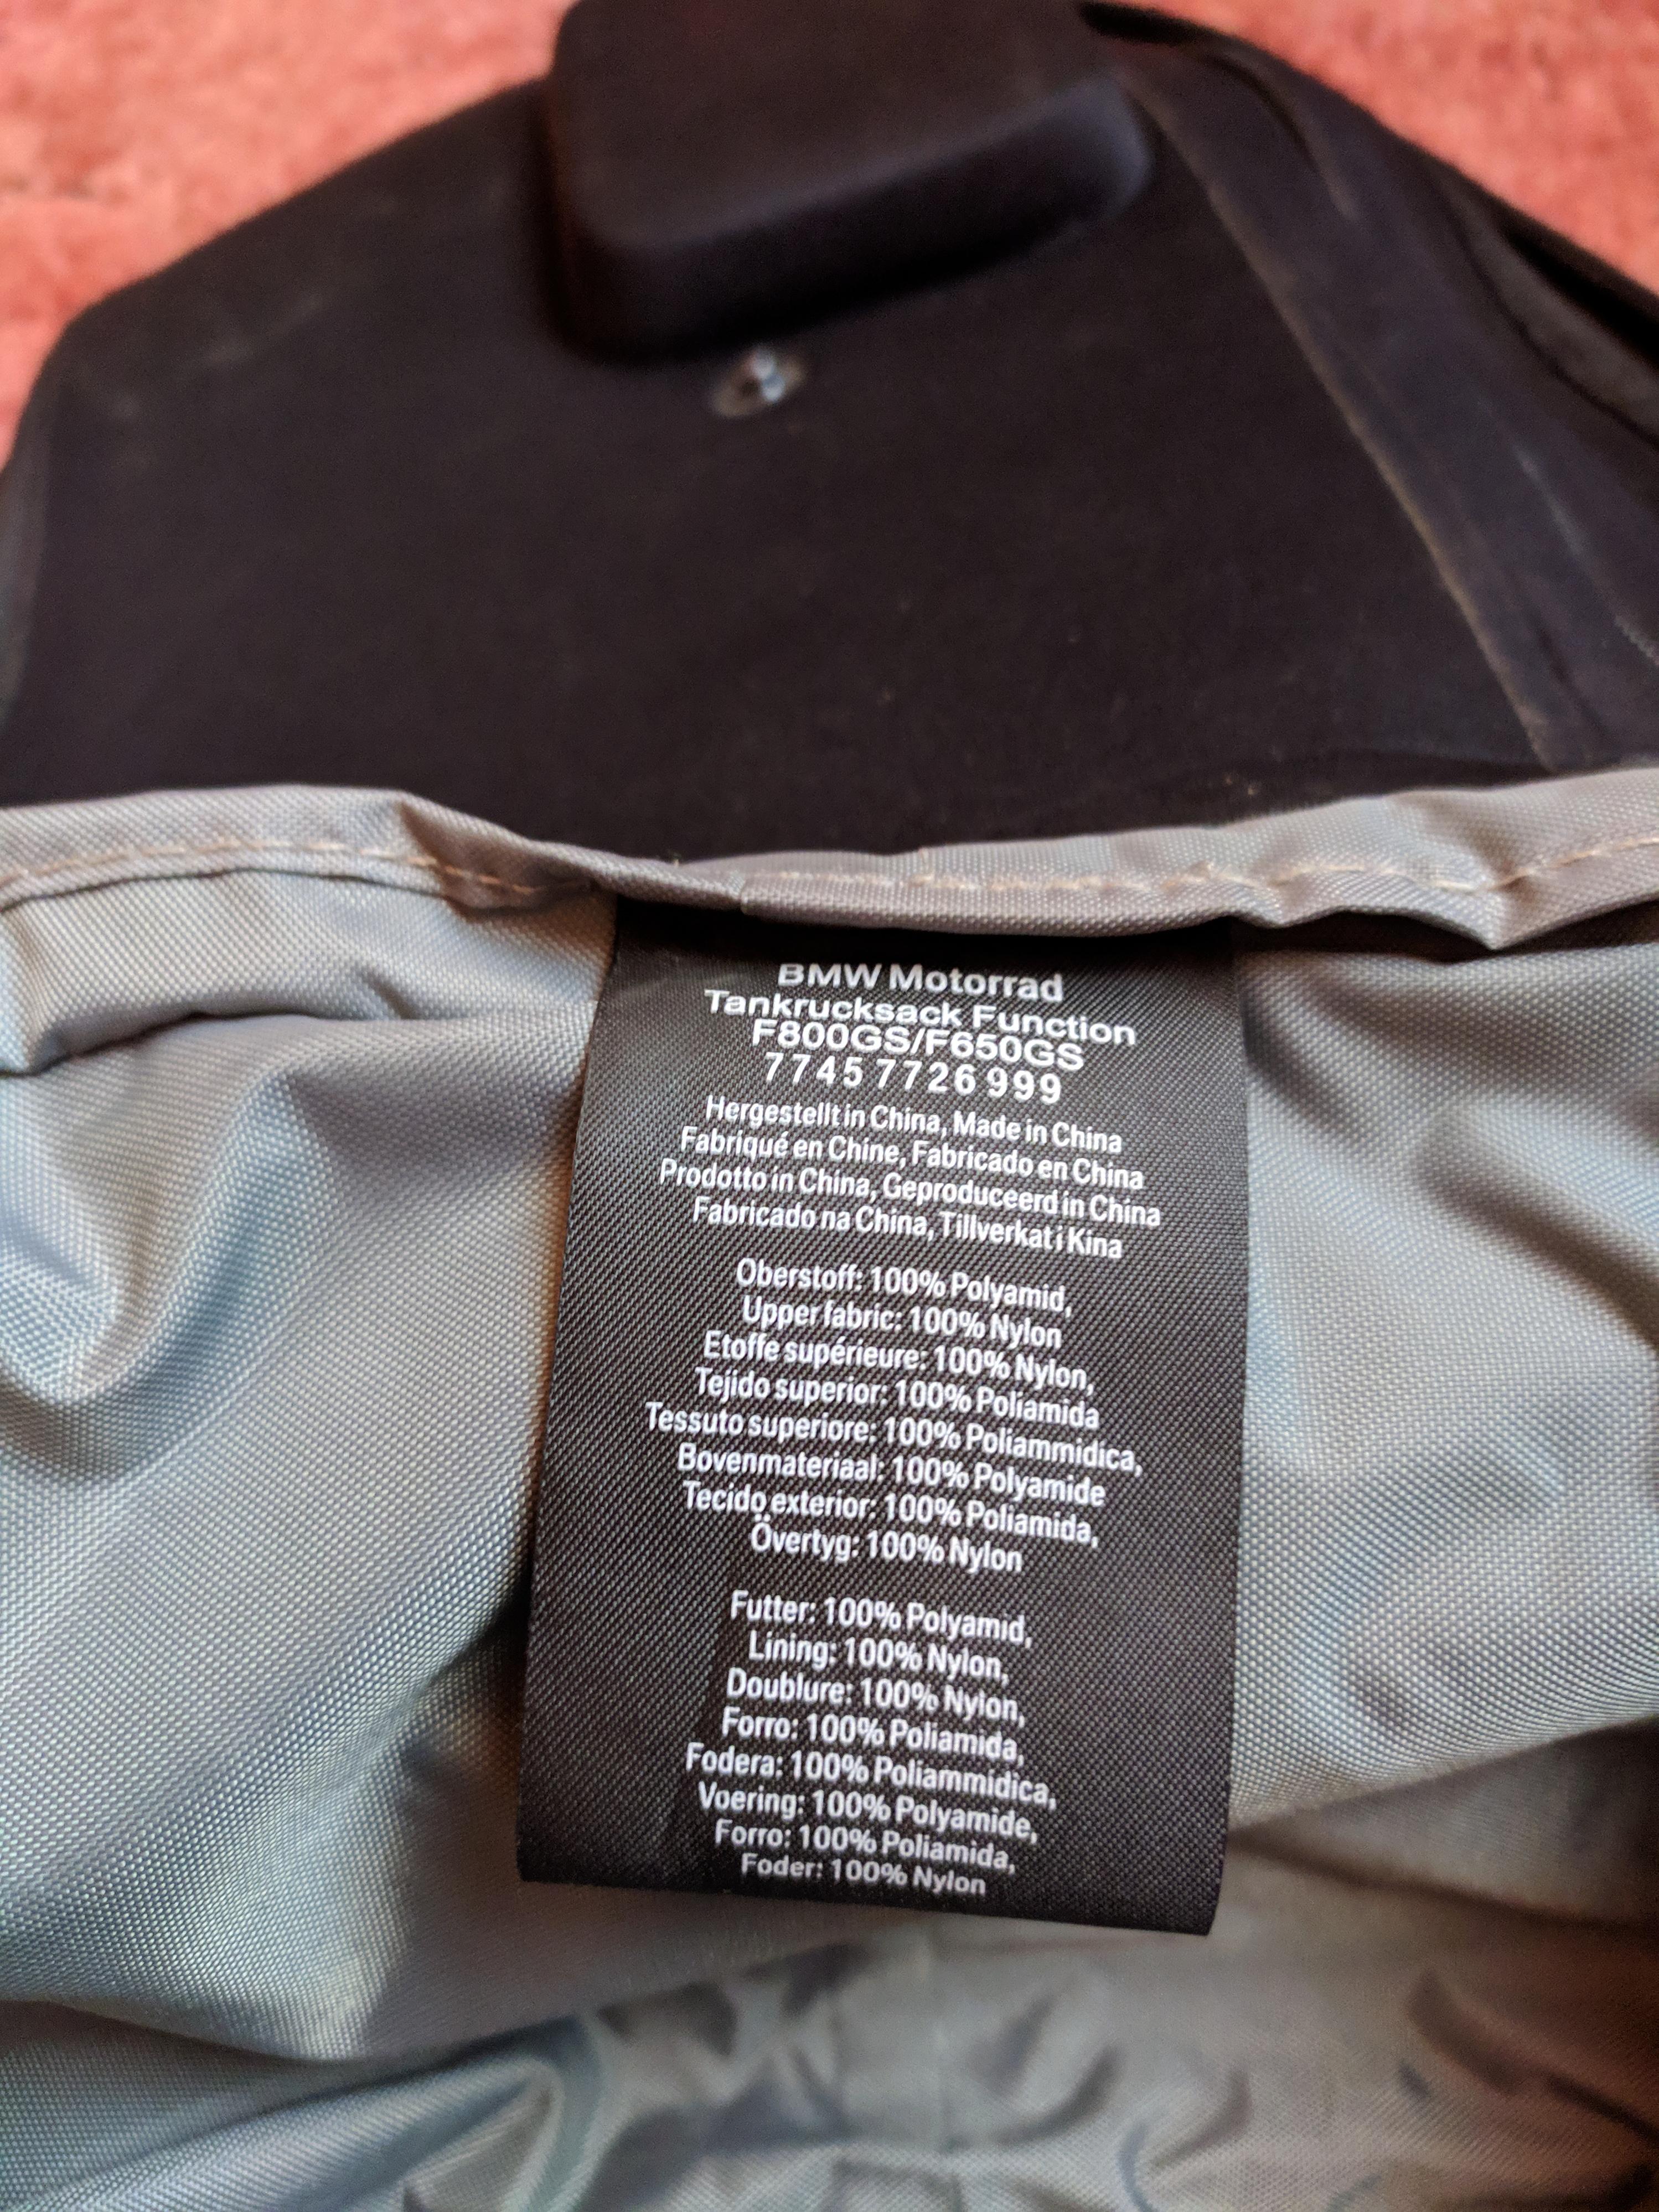 BMW Motorrad
Tankrucksack Function
F800GS/F650GS
7745 7726 999
Hergestellt in China, Made in China
Fabriqué en Chine, Fabricado en China
Prodotto in China, Geproduceerd in China
Fabricado na China, Tillverkat i Kina
Oberstoff: 100% Polyamid,
Upper fabric: 100% Nylon
Etoffe supérieure: 100% Nylon,
Tejido superior: 100% Poliamida
Tessuto superiore: 100% Poliammidica,
Bovenmateriaal: 100% Polyamide
Tecido exterior: 100% Poliamida,
Övertyg: 100% Nylon
Futter: 100% Polyamid,
Lining: 100% Nylon,
Doublure: 100% Nylon,
Forro: 100% Poliamida,
Fodera: 100% Poliammidica,
Voering: 100% Polyamide,
Forro: 100% Poliamida,
Foder: 100% Nylon